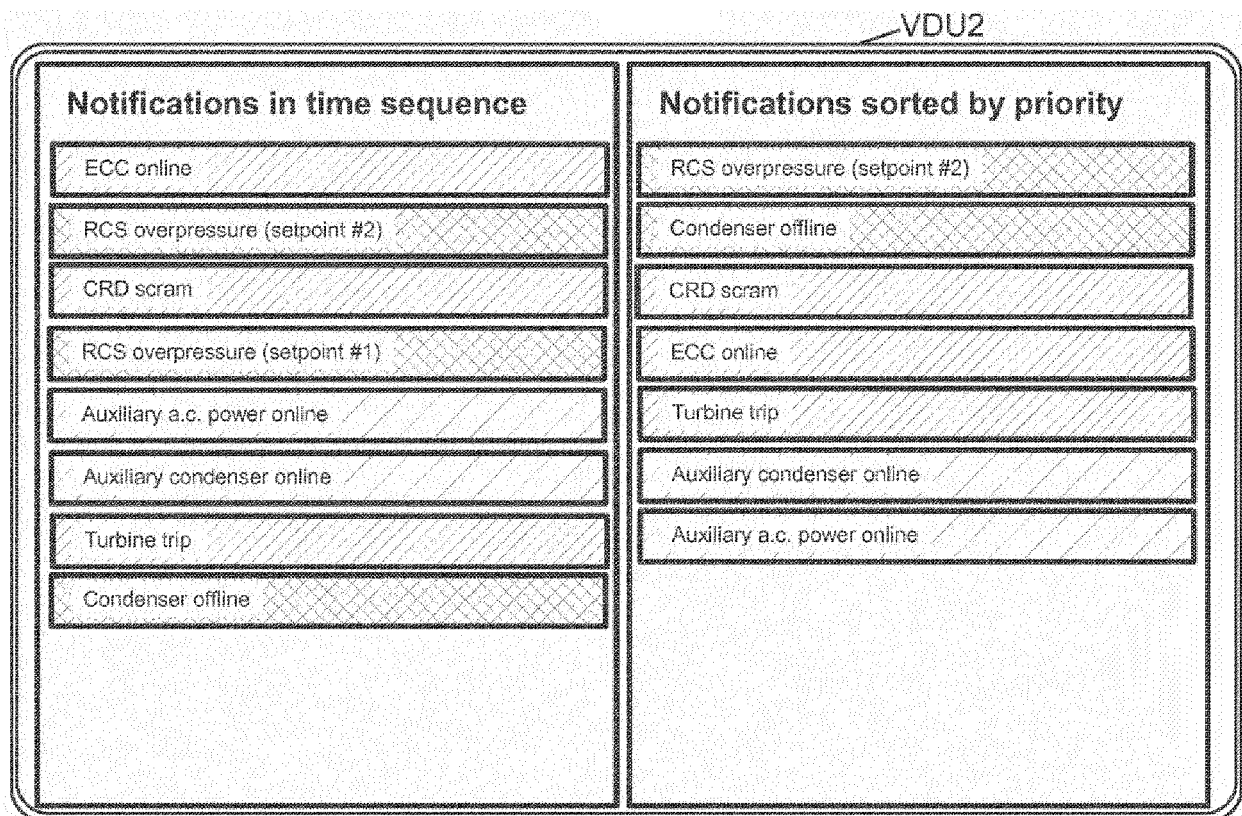 VDU2
Notifications in time sequence
ECC online
RCS overpressure (setpoint #2)
CRD scram
RCS overpressure (setpoint #1)
Auxiliary a.c. power online
Auxiliary condenser online
Turbine trip
Condenser offline
Notifications sorted by priority
RCS overpressure (setpoint #2)
Condenser offline
CRD scram
ECC online
Turbine trip
Auxiliary condenser online
Auxiliary a.c. power online